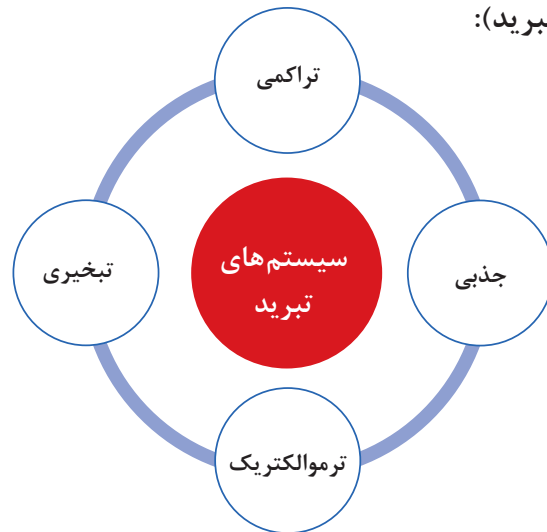 تبرید):
تراکمی
تبخیری
سیستم‌های
تبرید
جذبی
ترموالکتریک